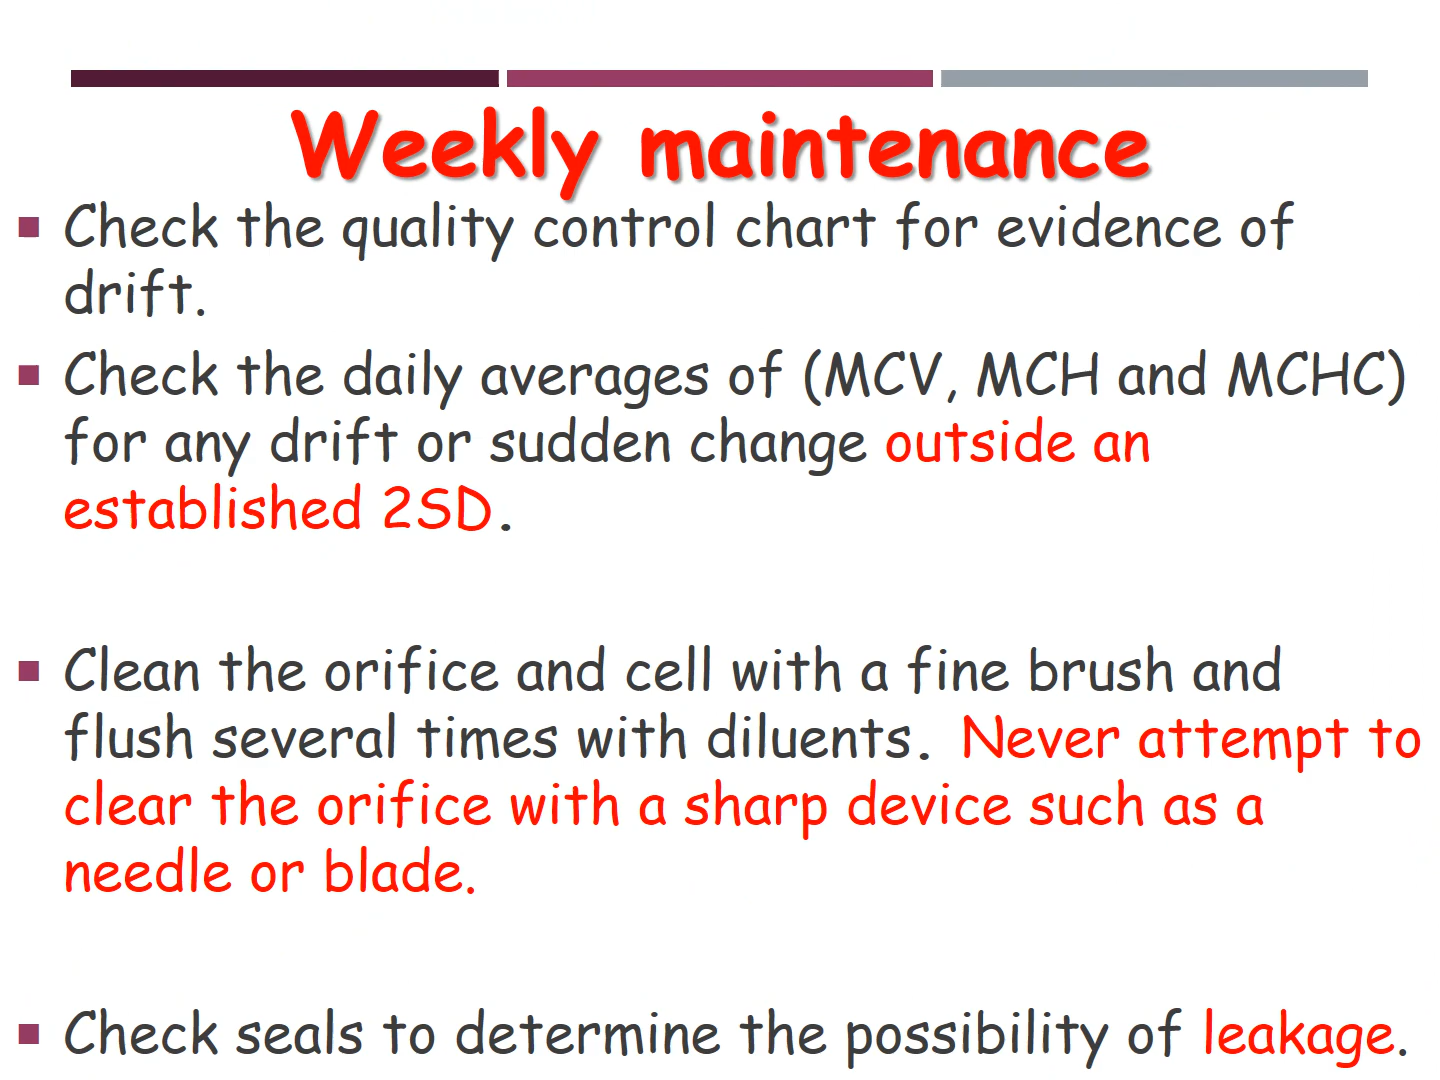 Weekly maintenance
Check the quality control chart for evidence of
drift.
Check the daily averages of (MCV, MCH and MCHC)
for any drift or sudden change outside an
established 2SD.
Clean the orifice and cell with a fine brush and
flush several times with diluents. Never attempt to
clear the orifice with a sharp device such as a
needle or blade.
Check seals to determine the possibility of leakage.